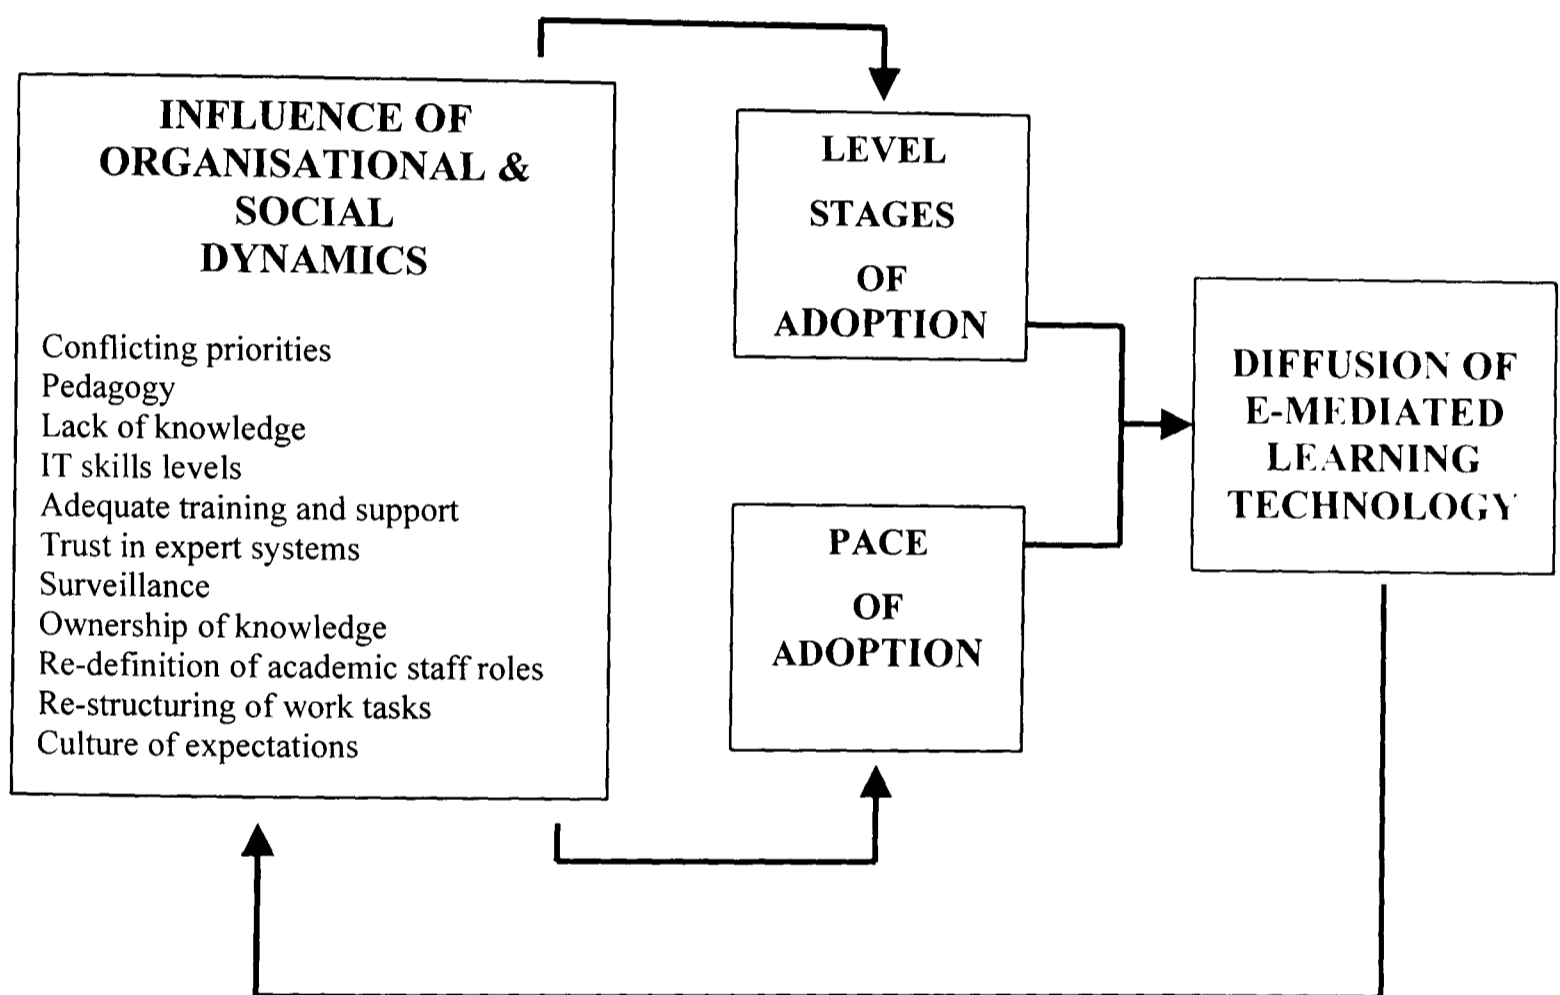 INFLUENCE OF
ORGANISATIONAL &
SOCIAL
DYNAMICS
Conflicting priorities
Pedagogy
Lack of knowledge
IT skills levels
Adequate training and support
Trust in expert systems
Surveillance
Ownership of knowledge
Re-definition of academic staff roles
Re-structuring of work tasks
Culture of expectations
LEVEL
STAGES
OF
ADOPTION
PACE
OF
ADOPTION
DIFFUSION OF
E-MEDIATED
LEARNING
TECHNOLOGY